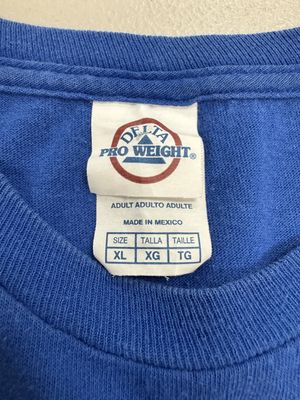 DELTA
PRO WEIGHT®
ADULT ADULTO ADULTE
MADE IN MEXICO
SIZE TALLA TAILLE
XL XG TG